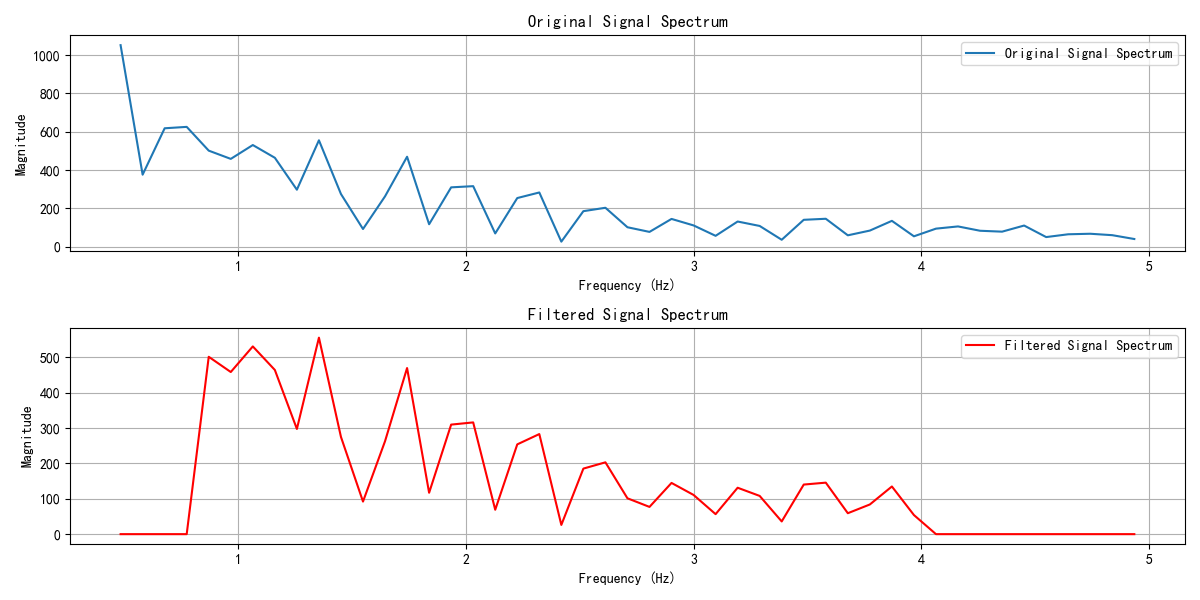 Original Signal Spectrum
Magnitude
1000
800
600
400
200
0
Original Signal Spectrum
1 2 3 4 5
Frequency (Hz)
Filtered Signal Spectrum
Magnitude
500
400
300
200
100
0
Filtered Signal Spectrum
1 2 3 4 5
Frequency (Hz)